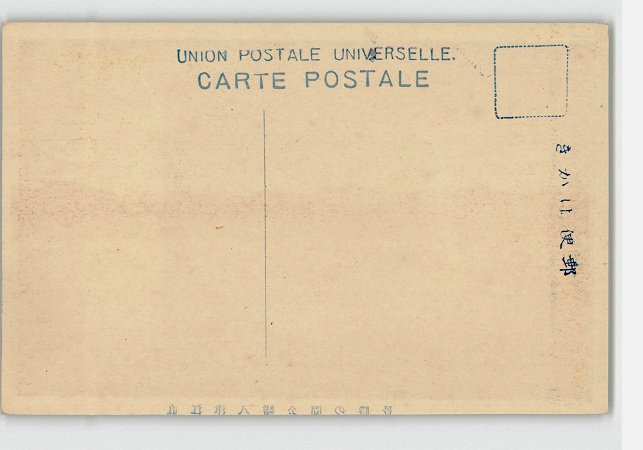 UNION POSTALE UNIVERSELLE.
CARTE POSTALE
きかは便郵